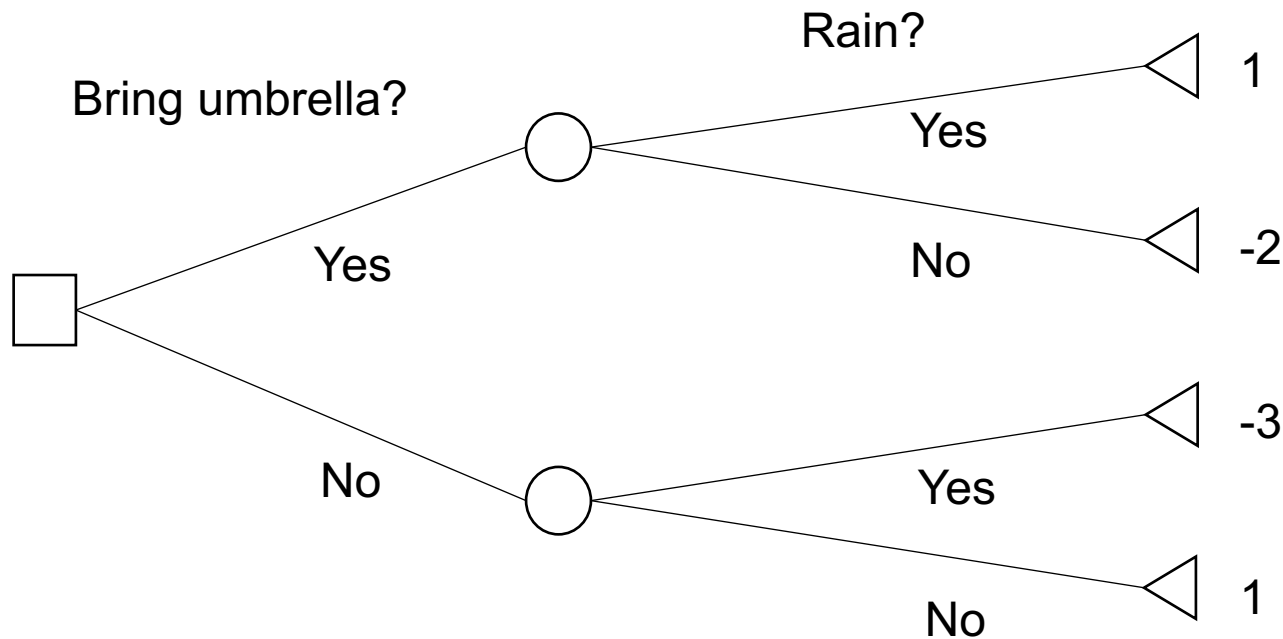 Rain?
Bring umbrella?
1
Yes
-2
No
Yes
-3
No
Yes
1
No